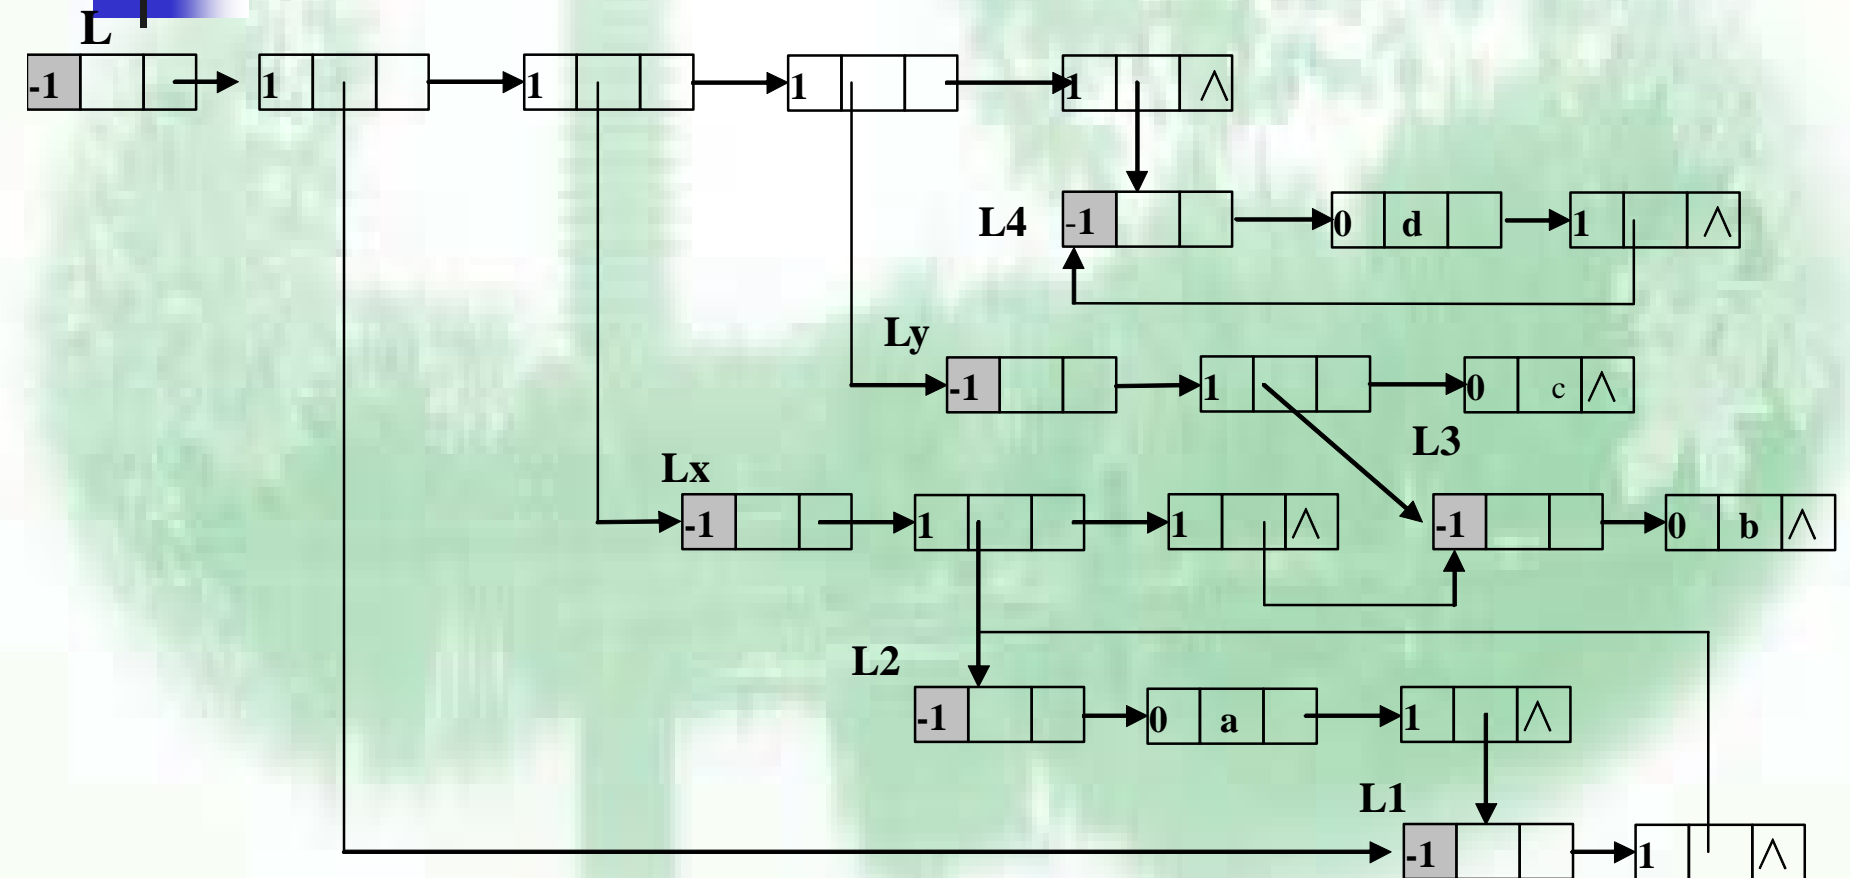 L
-1 1 1 1 1 ∧
L4 -1 0 d 1 ∧
Ly
-1 1 0 c ∧
L3
Lx
-1 1 1 ∧ -1 0 b ∧
L2
-1 0 a 1 ∧
L1
-1 1 ∧